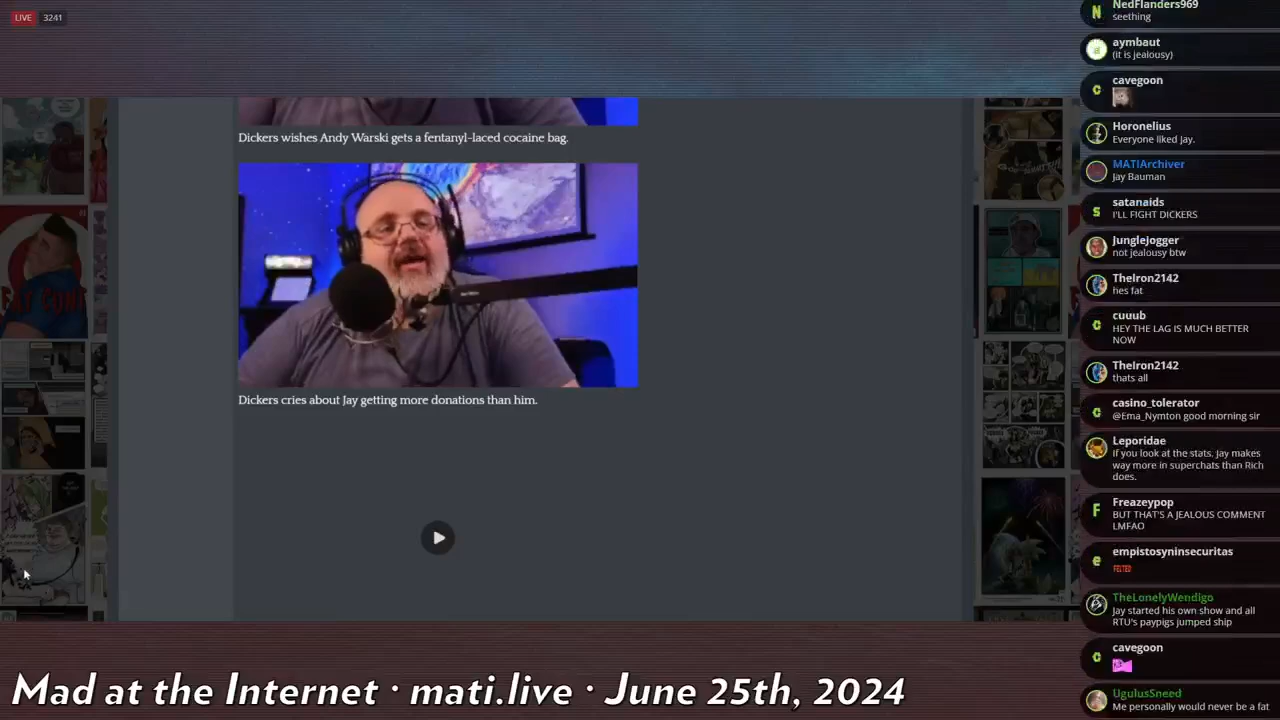 LIVE 3241
Dickers wishes Andy Warski gets a fentanyl-laced cocaine bag.
Dickers cries about Jay getting more donations than him.
Mad at the Internet · mati.live · June 25th, 2024
N
NedFlanders969
seething
aymbaut
(it is jealousy)
cavegoon
Horonelius
Everyone liked Jay.
MATIArchiver
Jay Bauman
satanaids
I'LL FIGHT DICKERS
JungleJogger
not jealousy btw
TheIron2142
hes fat
cuuub
HEY THE LAG IS MUCH BETTER
NOW
TheIron2142
thats all
casino_tolerator
@Ema_Nymton good morning sir
Leporidae
If you look at the stats, Jay makes
way more in superchats than Rich
does.
F
Freazeypop
BUT THAT'S A JEALOUS COMMENT
LMFAO
empistosyninsecuritas
FELTED
TheLonelyWendigo
Jay started his own show and all
RTU's paypigs jumped ship
cavegoon
UgulusSneed
Me personally would never be a fat